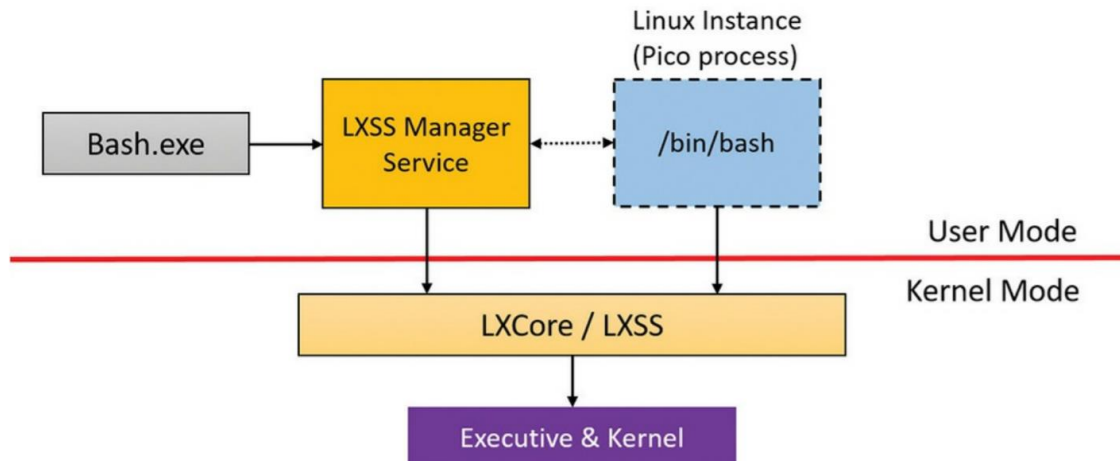 Linux Instance
(Pico process)
Bash.exe
LXSS Manager
Service
/bin/bash
User Mode
Kernel Mode
LXCore / LXSS
Executive & Kernel